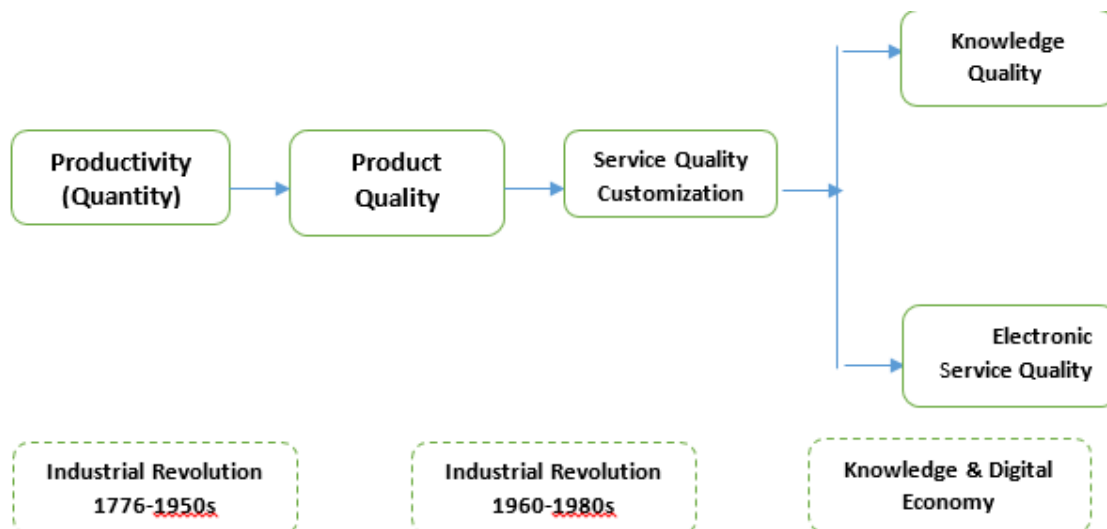 Knowledge
Quality
Productivity
(Quantity)
Product
Quality
Service Quality
Customization
Electronic
Service Quality
Industrial Revolution
1776-1950s
Industrial Revolution
1960-1980s
Knowledge & Digital
Economy